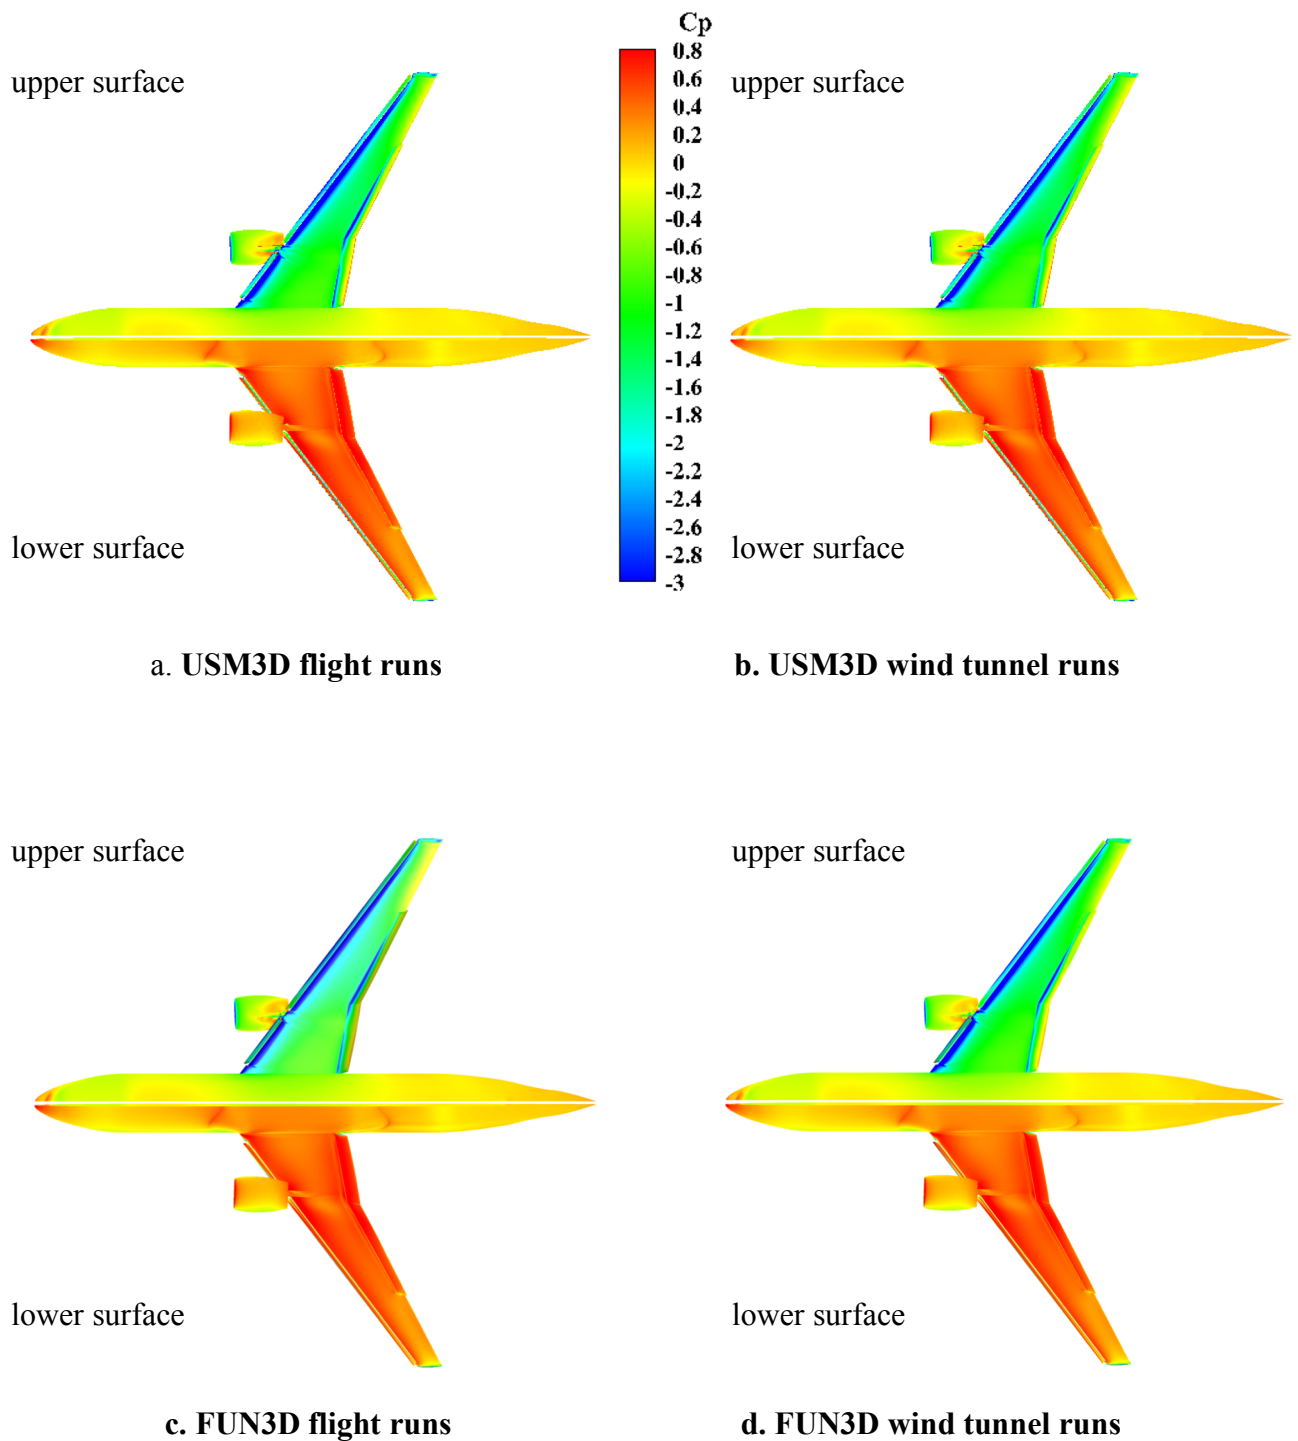 Cp
upper surface
0.8
upper surface
0.6
0.4
0.2
0
-0.2
-0.4
-0.6
-0.8
-1
-1.2
-1.4
-1.6
-1.8
-2
-2.2
-2.4
-2.6
lower surface
-2.8
lower surface
-3
a. USM3D flight runs
b. USM3D wind tunnel runs
upper surface
upper surface
lower surface
lower surface
c. FUN3D flight runs
d. FUN3D wind tunnel runs